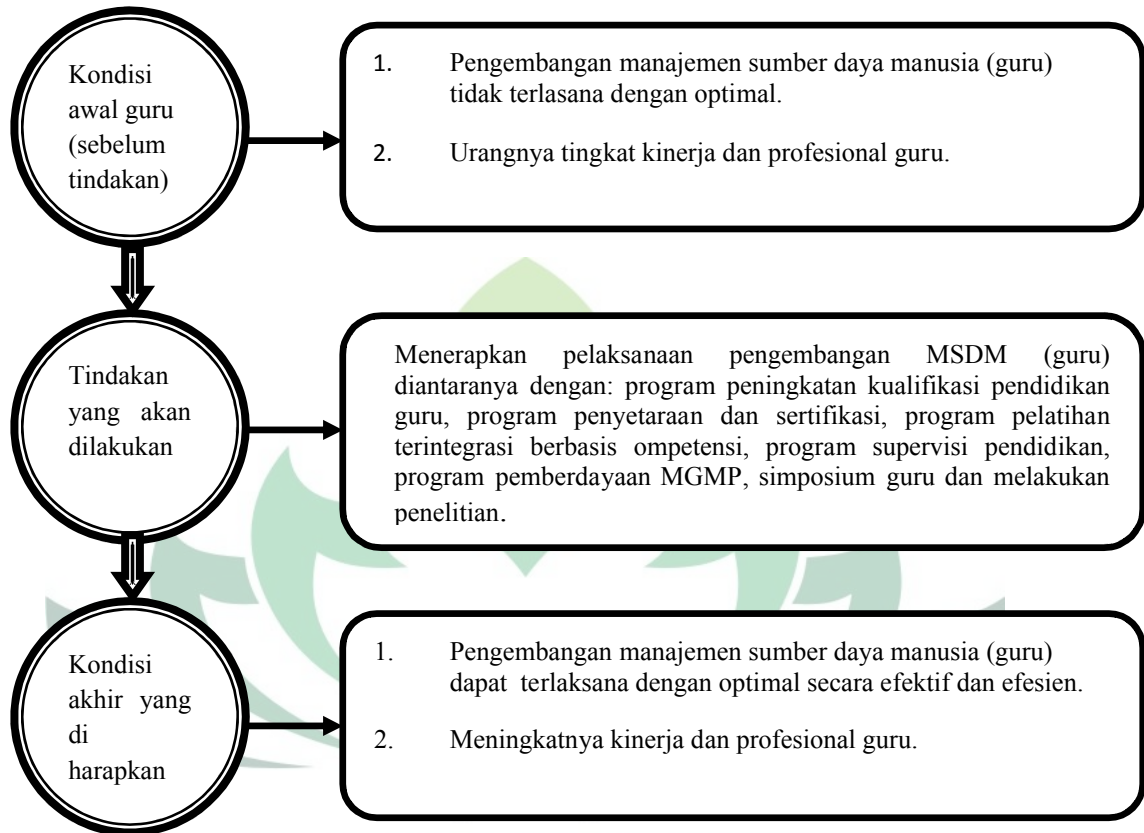 Kondisi
awal guru
(sebelum
tindakan)
1. Pengembangan manajemen sumber daya manusia (guru)
tidak terlasana dengan optimal.
2. Urangnya tingkat kinerja dan profesional guru.
Tindakan
yang akan
dilakukan
Menerapkan pelaksanaan pengembangan MSDM (guru)
diantaranya dengan: program peningkatan kualifikasi pendidikan
guru, program penyetaraan dan sertifikasi, program pelatihan
terintegrasi berbasis ompetensi, program supervisi pendidikan,
program pemberdayaan MGMP, simposium guru dan melakukan
penelitian.
Kondisi
akhir yang
di
harapkan
1. Pengembangan manajemen sumber daya manusia (guru)
dapat terlaksana dengan optimal secara efektif dan efesien.
2. Meningkatnya kinerja dan profesional guru.